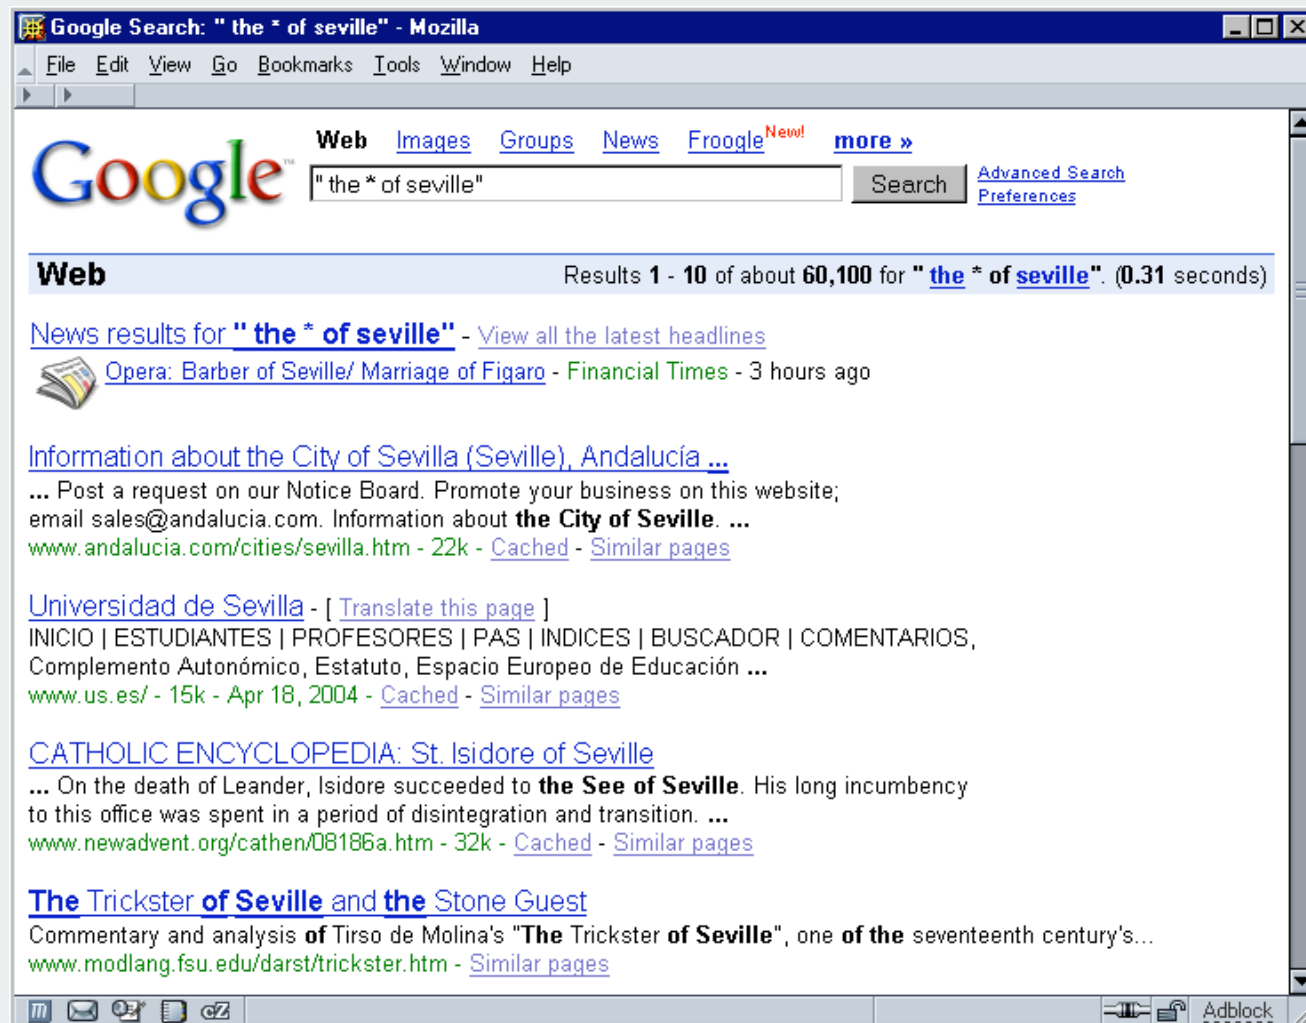 Google Search: " the * of seville" - Mozilla
File Edit View Go Bookmarks Tools Window Help
Web Images Groups News Froogle New! more »
Google™
" the * of seville" Search Advanced Search
Preferences
Web Results 1 - 10 of about 60,100 for " the * of seville". (0.31 seconds)
News results for " the * of seville" - View all the latest headlines
Opera: Barber of Seville/ Marriage of Figaro - Financial Times - 3 hours ago
Information about the City of Sevilla (Seville), Andalucía ...
... Post a request on our Notice Board. Promote your business on this website;
email sales@andalucia.com. Information about the City of Seville. ...
www.andalucia.com/cities/sevilla.htm - 22k - Cached - Similar pages
Universidad de Sevilla - [ Translate this page ]
INICIO | ESTUDIANTES | PROFESORES | PAS | INDICES | BUSCADOR | COMENTARIOS,
Complemento Autonómico, Estatuto, Espacio Europeo de Educación ...
www.us.es/ - 15k - Apr 18, 2004 - Cached - Similar pages
CATHOLIC ENCYCLOPEDIA: St. Isidore of Seville
... On the death of Leander, Isidore succeeded to the See of Seville. His long incumbency
to this office was spent in a period of disintegration and transition. ...
www.newadvent.org/cathen/08186a.htm - 32k - Cached - Similar pages
The Trickster of Seville and the Stone Guest
Commentary and analysis of Tirso de Molina's "The Trickster of Seville", one of the seventeenth century's...
www.modlang.fsu.edu/darst/trickster.htm - Similar pages
m cZ Adblock